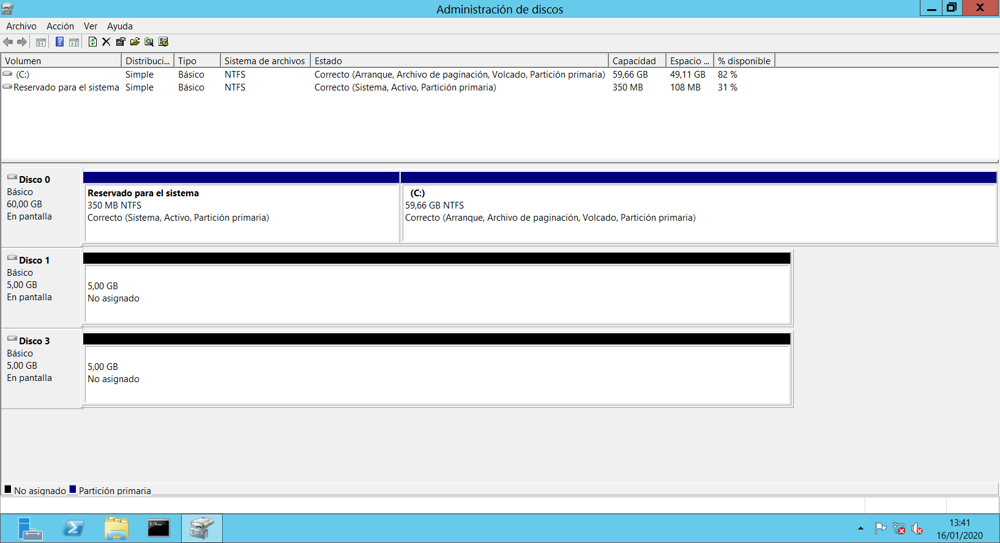 Administración de discos
Archivo Acción Ver Ayuda
Volumen Distribuci... Tipo Sistema de archivos Estado Capacidad Espacio ... % disponible
(C:) Simple Básico NTFS Correcto (Arranque, Archivo de paginación, Volcado, Partición primaria) 59,66 GB 49,11 GB 82 %
Reservado para el sistema Simple Básico NTFS Correcto (Sistema, Activo, Partición primaria) 350 MB 108 MB 31 %
Disco 0
Básico
60,00 GB
En pantalla
Reservado para el sistema
350 MB NTFS
Correcto (Sistema, Activo, Partición primaria)
(C:)
59,66 GB NTFS
Correcto (Arranque, Archivo de paginación, Volcado, Partición primaria)
Disco 1
Básico
5,00 GB
En pantalla
5,00 GB
No asignado
Disco 3
Básico
5,00 GB
En pantalla
5,00 GB
No asignado
No asignado Partición primaria
13:41
16/01/2020